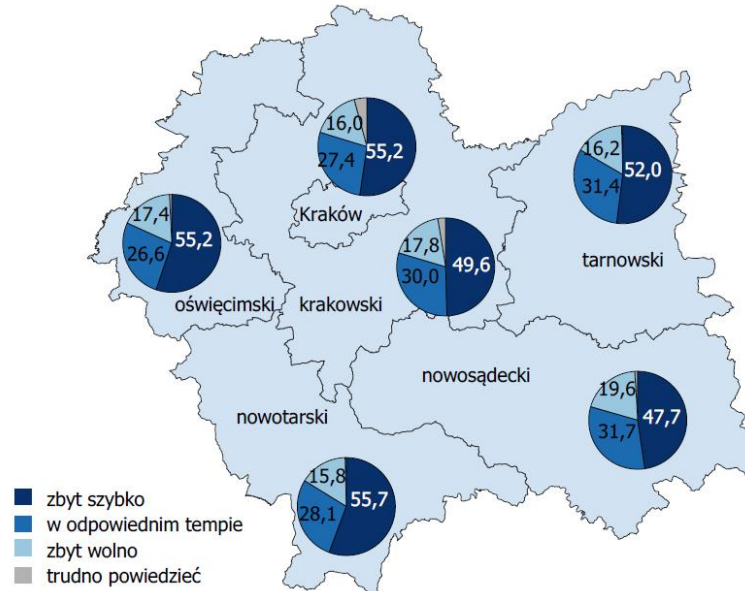 16,0
27,4
55,2
Kraków
16,2
31,4
52,0
tarnowski
17,4
26,6
55,2
oświęcimski
17,8
30,0
49,6
krakowski
nowosądecki
19,6
31,7
47,7
nowotarski
15,8
28,1
55,7
zbyt szybko
w odpowiednim tempie
zbyt wolno
trudno powiedzieć